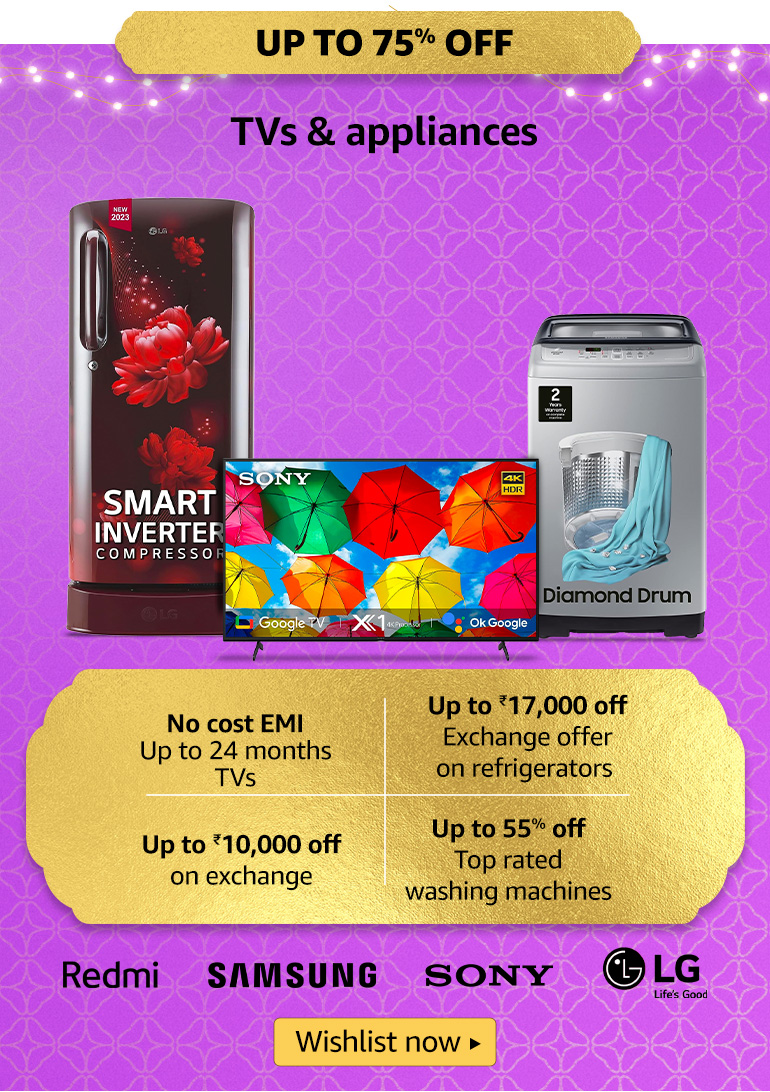 UP TO 75% OFF
TVs & appliances
NEW
2023
LG
SMART
INVERTER
COMPRESSOR
LG
SONY
4K
HDR
Google TV
X1 4K Processor
Ok Google
2
Years
Warranty
Diamond Drum
No cost EMI
Up to 24 months
TVs
Up to ₹17,000 off
Exchange offer
on refrigerators
Up to ₹10,000 off
on exchange
Up to 55% off
Top rated
washing machines
Redmi
SAMSUNG
SONY
LG
Life's Good
Wishlist now ▸